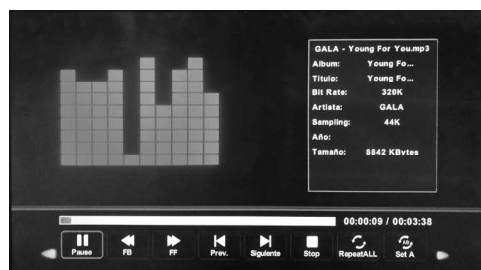 GALA - Young For You.mp3
Album: Young Fo...
Título: Young Fo...
Bit Rate: 320K
Artista: GALA
Sampling: 44K
Año:
Tamaño: 8842 KBytes
00:00:09 / 00:03:38
Pause FB FF Prev. Siguiente Stop RepeatALL Set A